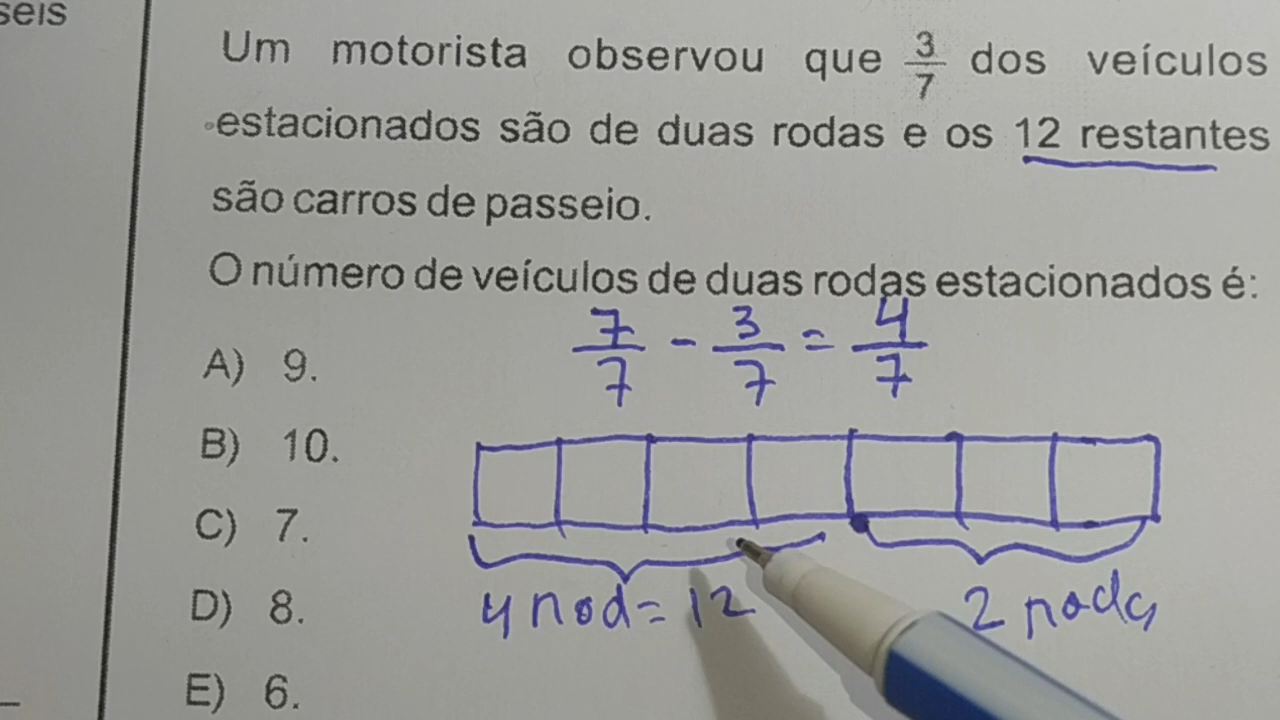 seis
Um motorista observou que 3/7 dos veículos
estacionados são de duas rodas e os 12 restantes
são carros de passeio.
O número de veículos de duas rodas estacionados é:
7/7 - 3/7 = 4/7
A) 9.
B) 10.
C) 7.
D) 8.
E) 6.
4 rod = 12
2 rodas